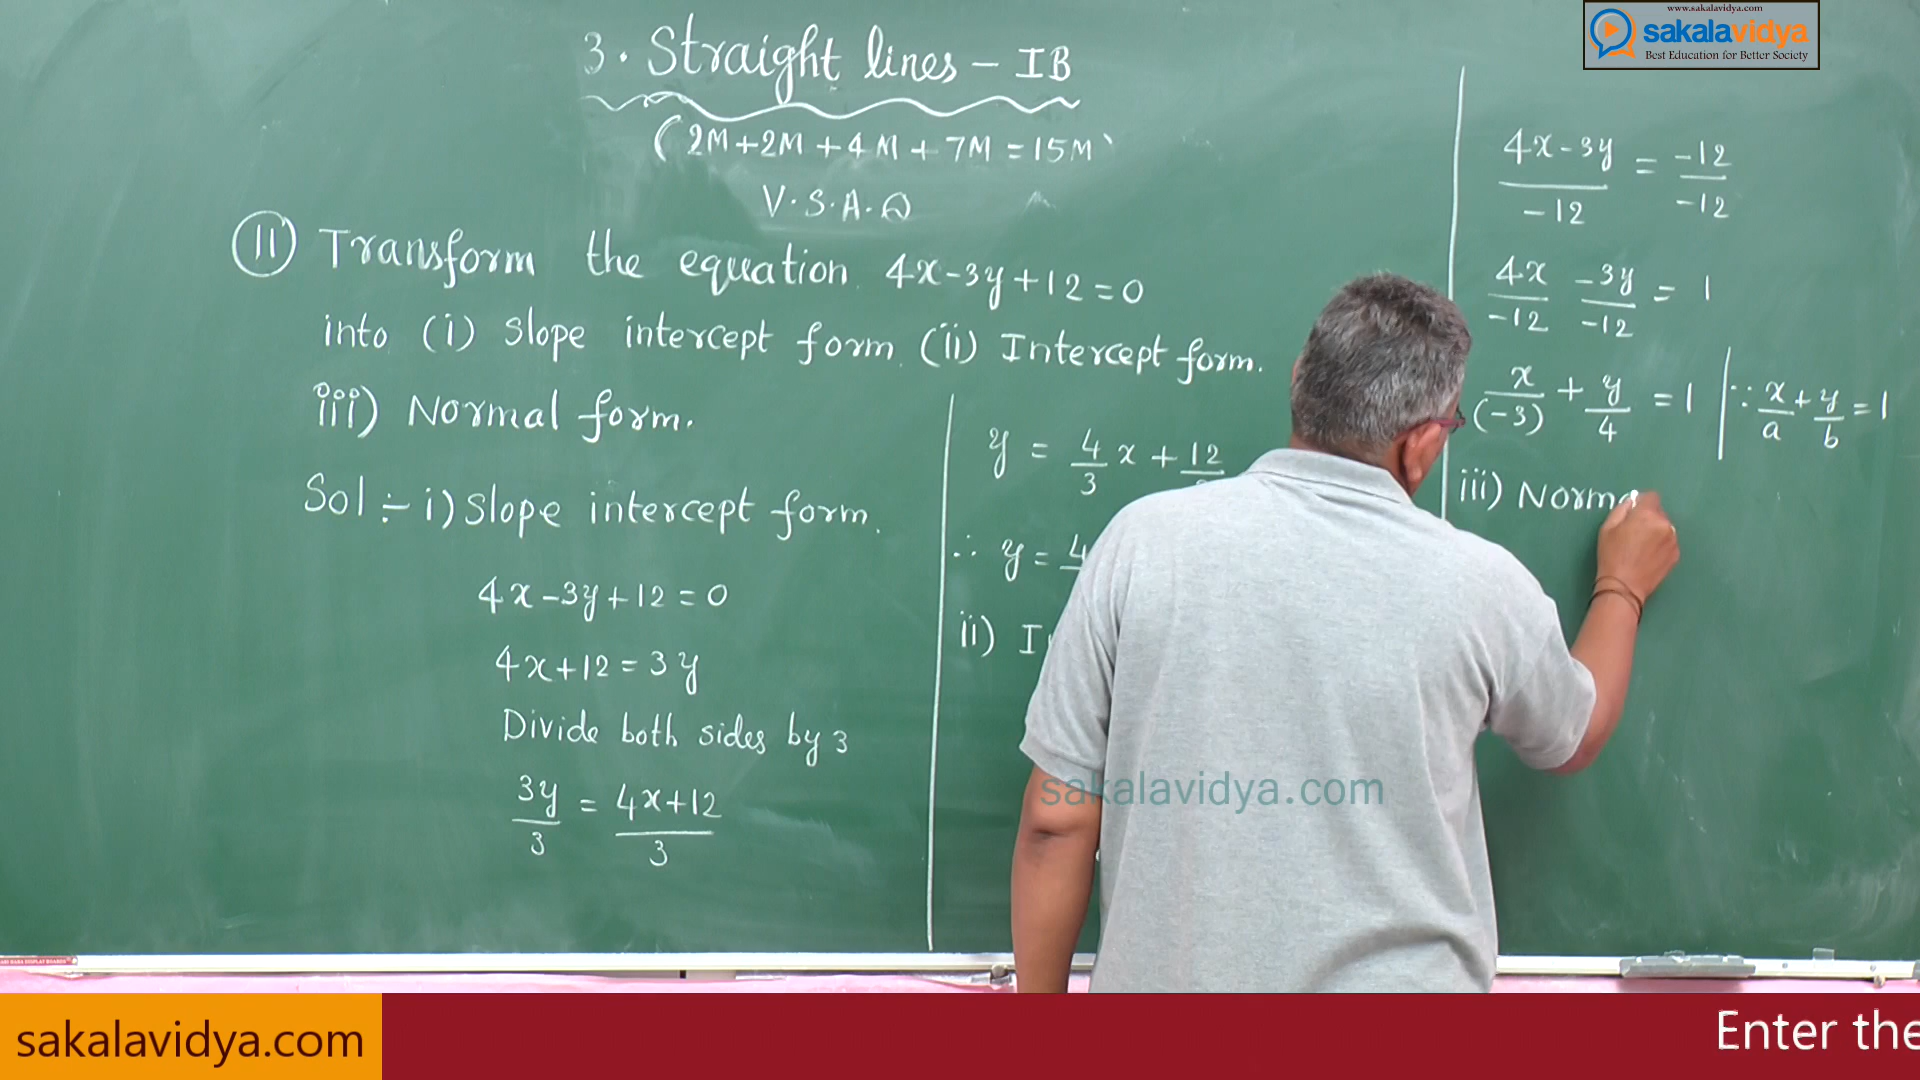 3. Straight lines - IB
(2M+2M+4M+7M=15M)
V.S.A.Q
11 Transform the equation 4x-3y+12=0
into (i) Slope intercept form. (ii) Intercept form.
iii) Normal form.
Sol :- i) Slope intercept form.
4x-3y+12=0
4x+12=3y
Divide both sides by 3
3y/3 = 4x+12/3
y = 4/3 x + 12
∴ y = 4
ii) I
4x-3y/-12 = -12/-12
4x/-12 -3y/-12 = 1
x/(-3) + y/4 = 1 | ∵ x/a + y/b = 1
iii) Norma
www.sakalavidya.com
sakalavidya
Best Education for Better Society
sakalavidya.com
sakalavidya.com
Enter the